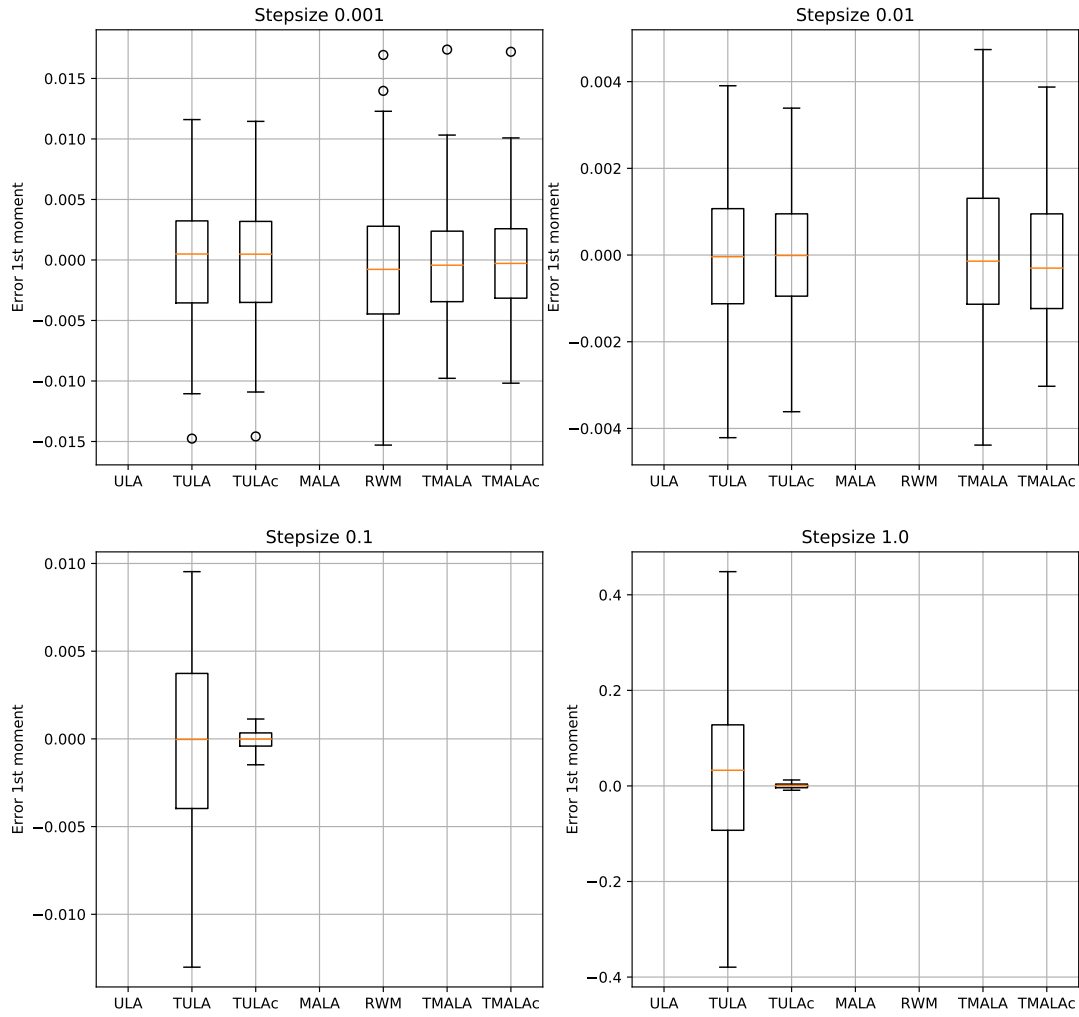 Stepsize 0.001
Error 1st moment
0.015
0.010
0.005
0.000
−0.005
−0.010
−0.015
ULA TULA TULAc MALA RWM TMALA TMALAc
Stepsize 0.01
Error 1st moment
0.004
0.002
0.000
−0.002
−0.004
ULA TULA TULAc MALA RWM TMALA TMALAc
Stepsize 0.1
Error 1st moment
0.010
0.005
0.000
−0.005
−0.010
ULA TULA TULAc MALA RWM TMALA TMALAc
Stepsize 1.0
Error 1st moment
0.4
0.2
0.0
−0.2
−0.4
ULA TULA TULAc MALA RWM TMALA TMALAc